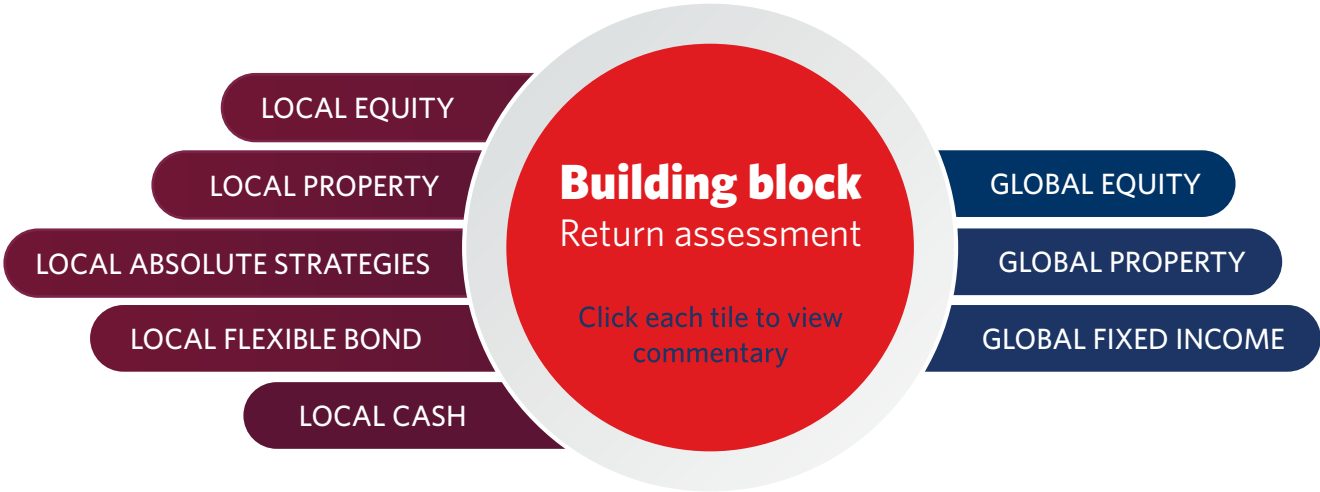 LOCAL EQUITY
LOCAL PROPERTY
LOCAL ABSOLUTE STRATEGIES
LOCAL FLEXIBLE BOND
LOCAL CASH
Building block
Return assessment
Click each tile to view
commentary
GLOBAL EQUITY
GLOBAL PROPERTY
GLOBAL FIXED INCOME